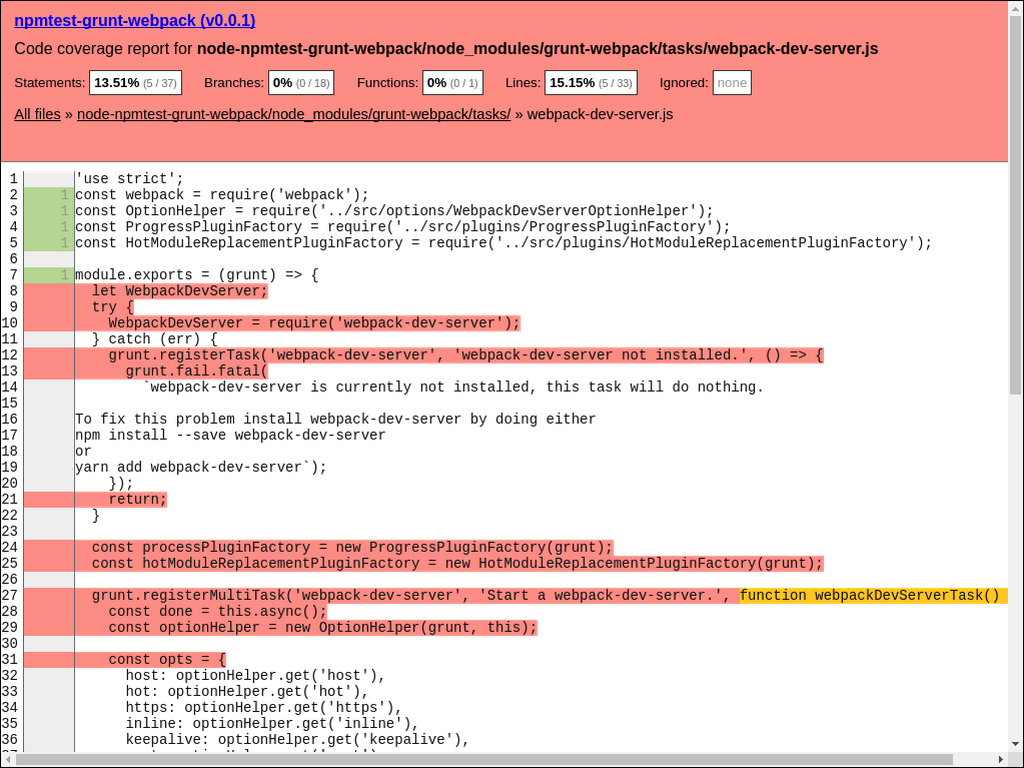 npmtest-grunt-webpack (v0.0.1)
Code coverage report for node-npmtest-grunt-webpack/node_modules/grunt-webpack/tasks/webpack-dev-server.js
Statements: 13.51% (5 / 37) Branches: 0% (0 / 18) Functions: 0% (0 / 1) Lines: 15.15% (5 / 33) Ignored: none
All files » node-npmtest-grunt-webpack/node_modules/grunt-webpack/tasks/ » webpack-dev-server.js
1 'use strict';
2 1 const webpack = require('webpack');
3 1 const OptionHelper = require('../src/options/WebpackDevServerOptionHelper');
4 1 const ProgressPluginFactory = require('../src/plugins/ProgressPluginFactory');
5 1 const HotModuleReplacementPluginFactory = require('../src/plugins/HotModuleReplacementPluginFactory');
6
7 1 module.exports = (grunt) => {
8 let WebpackDevServer;
9 try {
10 WebpackDevServer = require('webpack-dev-server');
11 } catch (err) {
12 grunt.registerTask('webpack-dev-server', 'webpack-dev-server not installed.', () => {
13 grunt.fail.fatal(
14 `webpack-dev-server is currently not installed, this task will do nothing.
15
16 To fix this problem install webpack-dev-server by doing either
17 npm install --save webpack-dev-server
18 or
19 yarn add webpack-dev-server`);
20 });
21 return;
22 }
23
24 const processPluginFactory = new ProgressPluginFactory(grunt);
25 const hotModuleReplacementPluginFactory = new HotModuleReplacementPluginFactory(grunt);
26
27 grunt.registerMultiTask('webpack-dev-server', 'Start a webpack-dev-server.', function webpackDevServerTask()
28 const done = this.async();
29 const optionHelper = new OptionHelper(grunt, this);
30
31 const opts = {
32 host: optionHelper.get('host'),
33 hot: optionHelper.get('hot'),
34 https: optionHelper.get('https'),
35 inline: optionHelper.get('inline'),
36 keepalive: optionHelper.get('keepalive'),